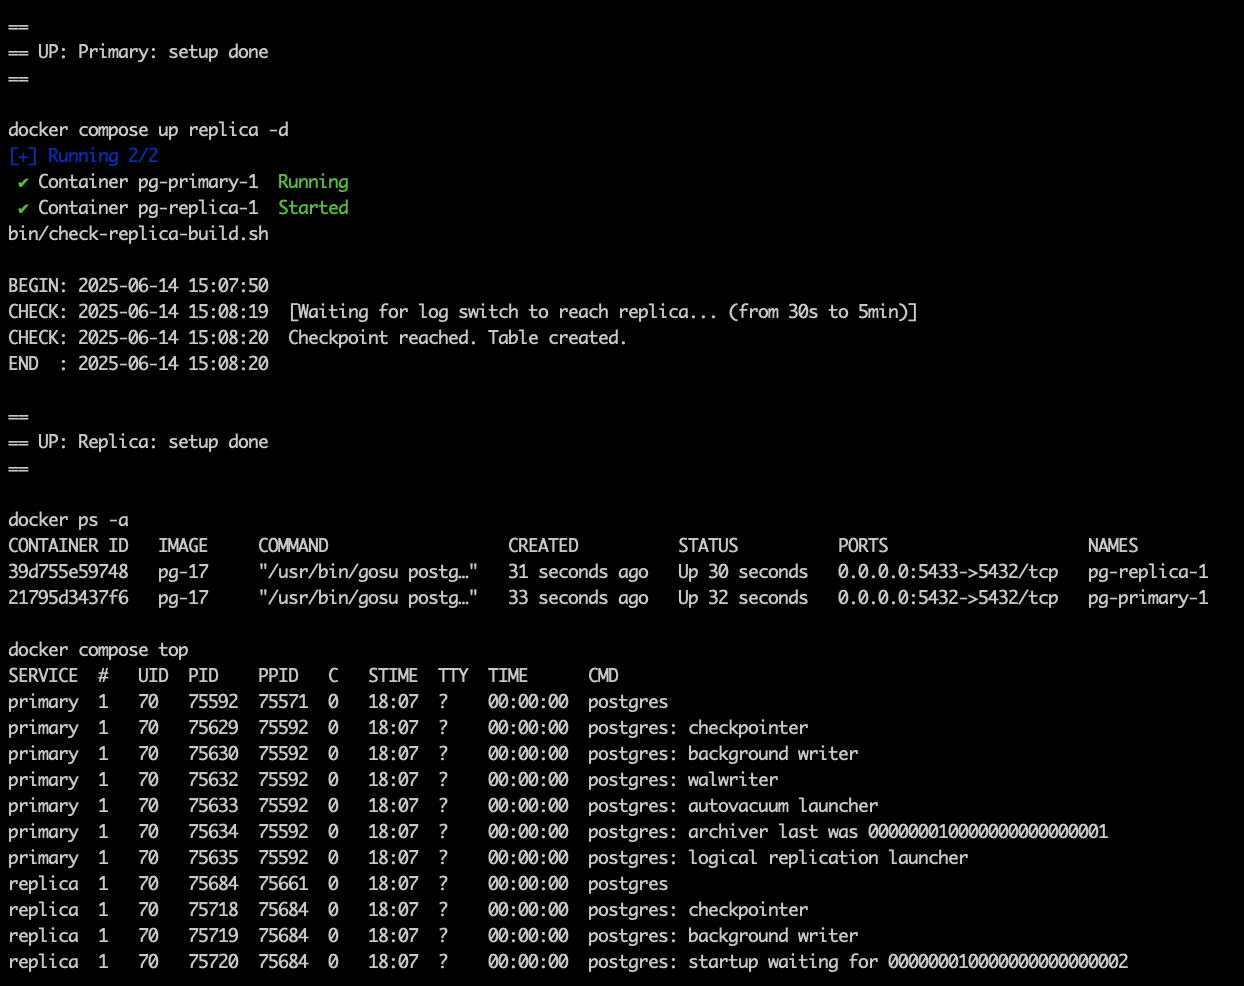 ==
== UP: Primary: setup done
==
docker compose up replica -d
[+] Running 2/2
✔ Container pg-primary-1  Running
✔ Container pg-replica-1  Started
bin/check-replica-build.sh
BEGIN: 2025-06-14 15:07:50
CHECK: 2025-06-14 15:08:19  [Waiting for log switch to reach replica... (from 30s to 5min)]
CHECK: 2025-06-14 15:08:20  Checkpoint reached. Table created.
END  : 2025-06-14 15:08:20
==
== UP: Replica: setup done
==
docker ps -a
CONTAINER ID   IMAGE     COMMAND                  CREATED          STATUS          PORTS                    NAMES
39d755e59748   pg-17     "/usr/bin/gosu postg…"   31 seconds ago   Up 30 seconds   0.0.0.0:5433->5432/tcp   pg-replica-1
21795d3437f6   pg-17     "/usr/bin/gosu postg…"   33 seconds ago   Up 32 seconds   0.0.0.0:5432->5432/tcp   pg-primary-1
docker compose top
SERVICE  #   UID  PID    PPID   C   STIME  TTY  TIME      CMD
primary  1   70   75592  75571  0   18:07  ?    00:00:00  postgres
primary  1   70   75629  75592  0   18:07  ?    00:00:00  postgres: checkpointer
primary  1   70   75630  75592  0   18:07  ?    00:00:00  postgres: background writer
primary  1   70   75632  75592  0   18:07  ?    00:00:00  postgres: walwriter
primary  1   70   75633  75592  0   18:07  ?    00:00:00  postgres: autovacuum launcher
primary  1   70   75634  75592  0   18:07  ?    00:00:00  postgres: archiver last was 000000010000000000000001
primary  1   70   75635  75592  0   18:07  ?    00:00:00  postgres: logical replication launcher
replica  1   70   75684  75661  0   18:07  ?    00:00:00  postgres
replica  1   70   75718  75684  0   18:07  ?    00:00:00  postgres: checkpointer
replica  1   70   75719  75684  0   18:07  ?    00:00:00  postgres: background writer
replica  1   70   75720  75684  0   18:07  ?    00:00:00  postgres: startup waiting for 000000010000000000000002